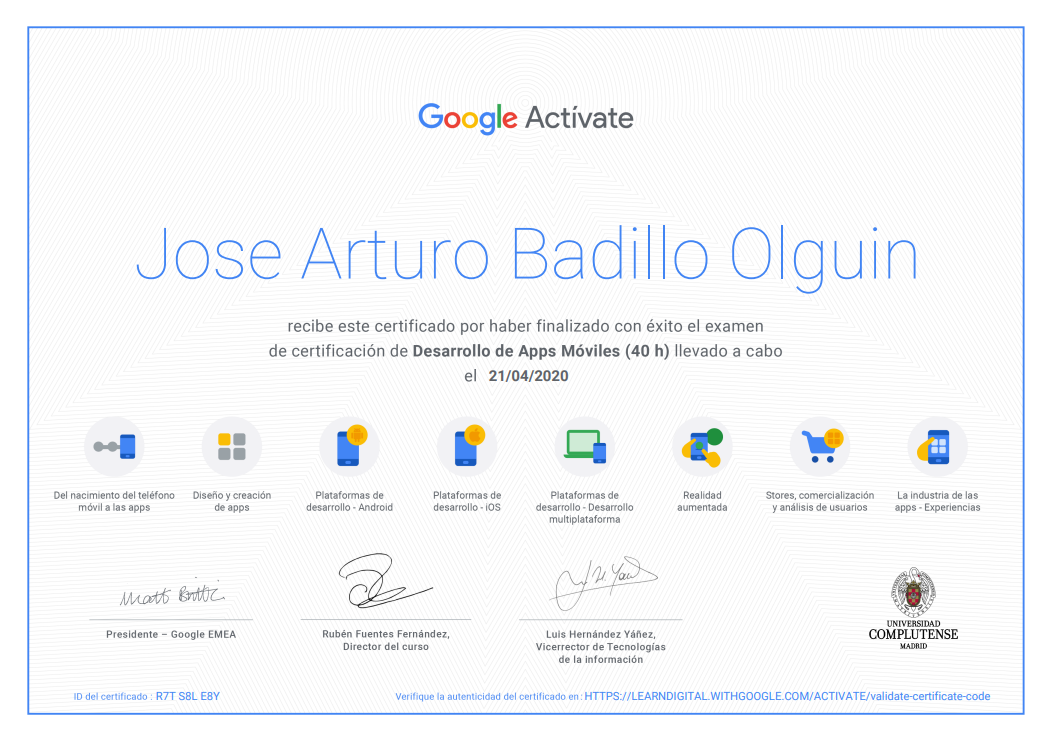 Google Actívate
Jose Arturo Badillo Olguin
recibe este certificado por haber finalizado con éxito el examen
de certificación de Desarrollo de Apps Móviles (40 h) llevado a cabo
el 21/04/2020
Del nacimiento del teléfono
móvil a las apps
Diseño y creación
de apps
Plataformas de
desarrollo - Android
Plataformas de
desarrollo - iOS
Plataformas de
desarrollo - Desarrollo
multiplataforma
Realidad
aumentada
Stores, comercialización
y análisis de usuarios
La industria de las
apps - Experiencias
Matt Brittin
Presidente – Google EMEA
Rubén Fuentes Fernández,
Director del curso
Luis Hernández Yáñez,
Vicerrector de Tecnologías
de la información
UNIVERSIDAD
COMPLUTENSE
MADRID
ID del certificado : R7T S8L E8Y
Verifique la autenticidad del certificado en : HTTPS://LEARNDIGITAL.WITHGOOGLE.COM/ACTIVATE/validate-certificate-code